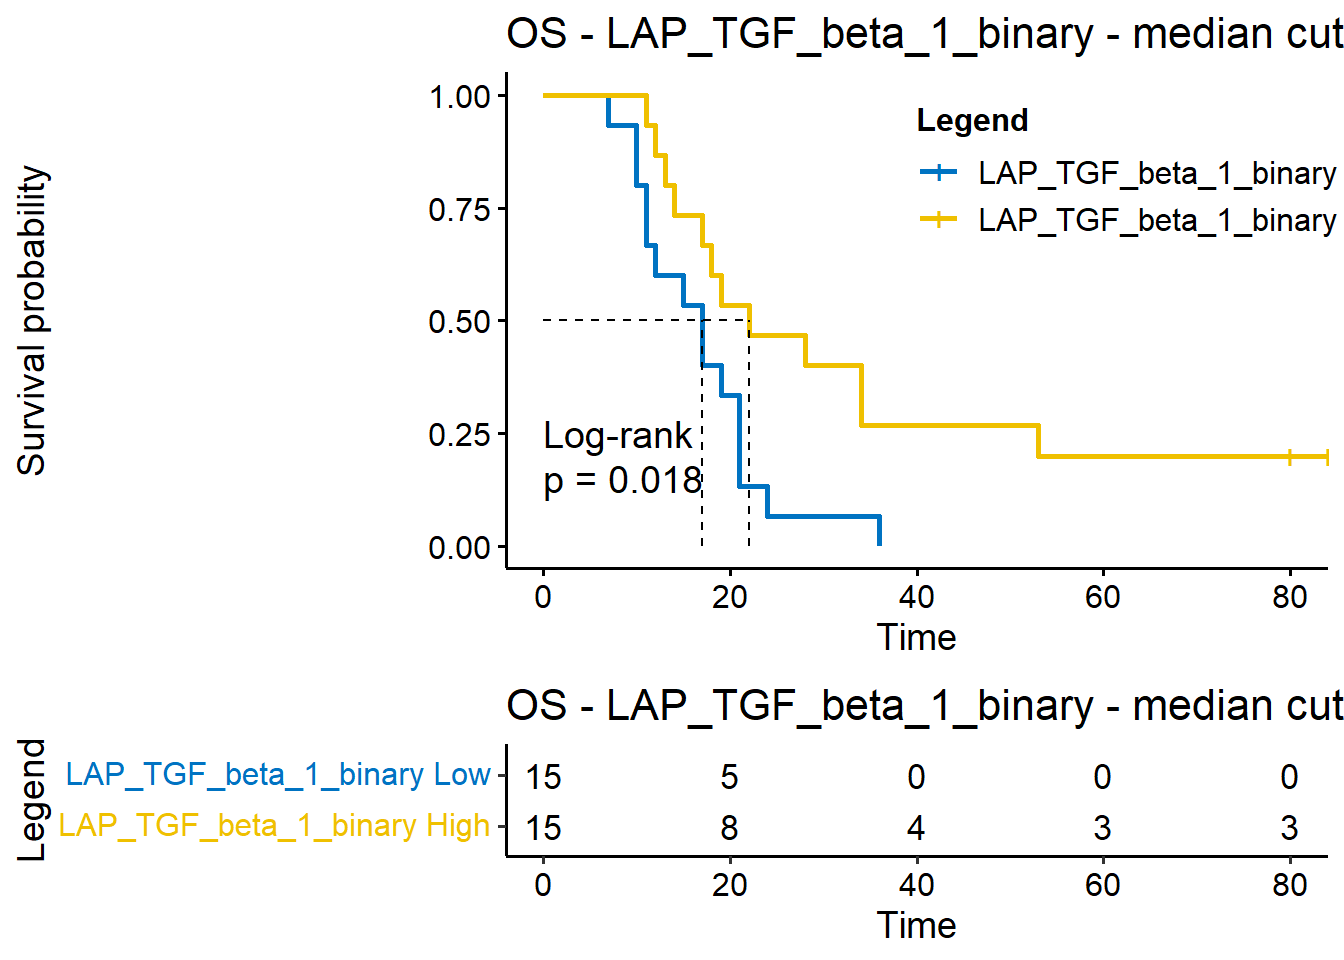 OS - LAP_TGF_beta_1_binary - median cut
Survival probability
1.00
0.75
0.50
0.25
0.00
Legend
LAP_TGF_beta_1_binary
LAP_TGF_beta_1_binary
Log-rank
p = 0.018
0 20 40 60 80
Time
OS - LAP_TGF_beta_1_binary - median cut
Legend
LAP_TGF_beta_1_binary Low 15 5 0 0 0
LAP_TGF_beta_1_binary High 15 8 4 3 3
0 20 40 60 80
Time